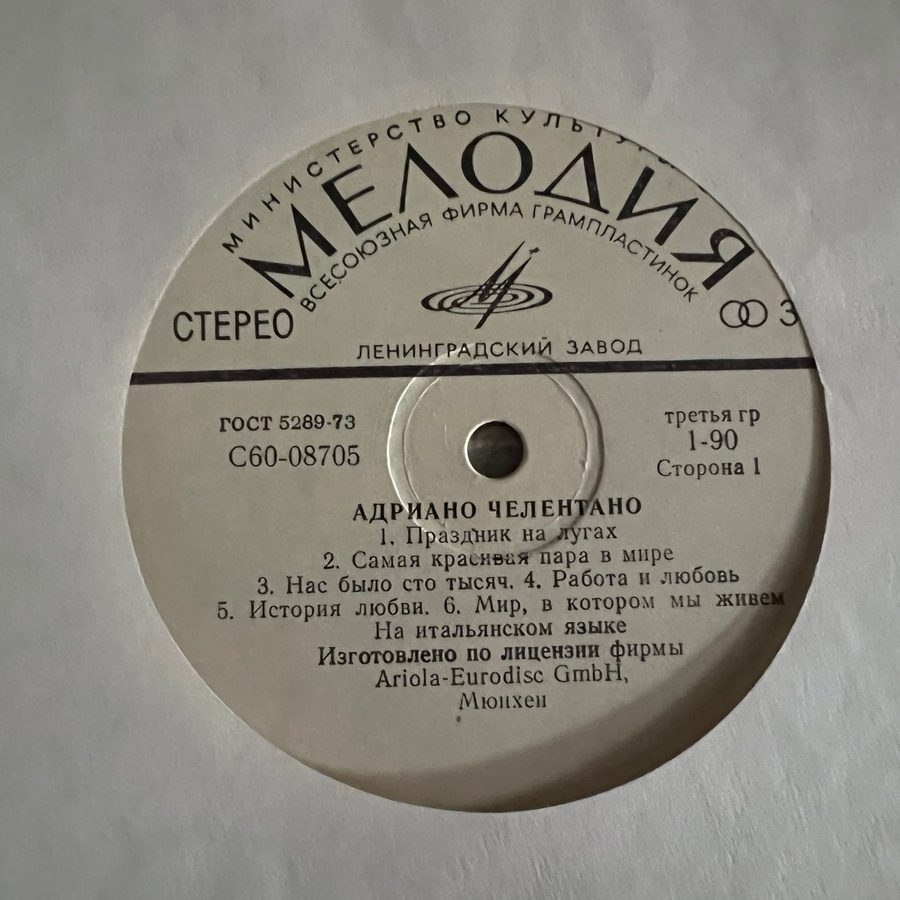 МИНИСТЕРСТВО КУЛЬТУРЫ
МЕЛОДИЯ
ВСЕСОЮЗНАЯ ФИРМА ГРАМПЛАСТИНОК
СТЕРЕО
3
ЛЕНИНГРАДСКИЙ ЗАВОД
ГОСТ 5289-73
С60-08705
третья гр
1-90
Сторона 1
АДРИАНО ЧЕЛЕНТАНО
1. Праздник на лугах
2. Самая красивая пара в мире
3. Нас было сто тысяч. 4. Работа и любовь
5. История любви. 6. Мир, в котором мы живем
На итальянском языке
Изготовлено по лицензии фирмы
Ariola-Eurodisc GmbH,
Мюнхен